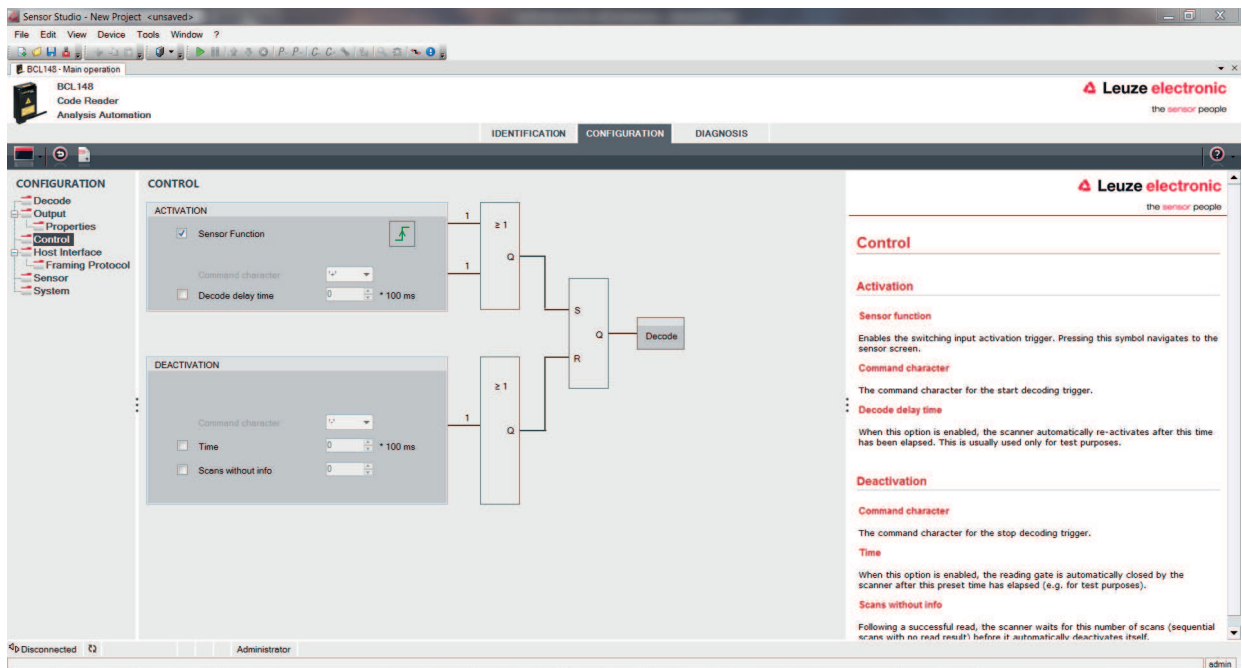 Sensor Studio - New Project <unsaved>
File Edit View Device Tools Window ?
BCL148 - Main operation
BCL148
Code Reader
Analysis Automation
Leuze electronic
the sensor people
IDENTIFICATION CONFIGURATION DIAGNOSIS
CONFIGURATION
Decode
Output
Properties
Control
Host Interface
Framing Protocol
Sensor
System
CONTROL
ACTIVATION
Sensor Function
Command character '+'
Decode delay time 0 * 100 ms
1
1
≥ 1
Q
DEACTIVATION
Command character
Time 0 * 100 ms
Scans without info 0
1
≥ 1
Q
S
Q
R
Decode
Leuze electronic
the sensor people
Control
Activation
Sensor function
Enables the switching input activation trigger. Pressing this symbol navigates to the
sensor screen.
Command character
The command character for the start decoding trigger.
Decode delay time
When this option is enabled, the scanner automatically re-activates after this time
has been elapsed. This is usually used only for test purposes.
Deactivation
Command character
The command character for the stop decoding trigger.
Time
When this option is enabled, the reading gate is automatically closed by the
scanner after this preset time has elapsed (e.g. for test purposes).
Scans without info
Following a successful read, the scanner waits for this number of scans (sequential
scans with no read result) before it automatically deactivates itself.
Disconnected
Administrator
admin